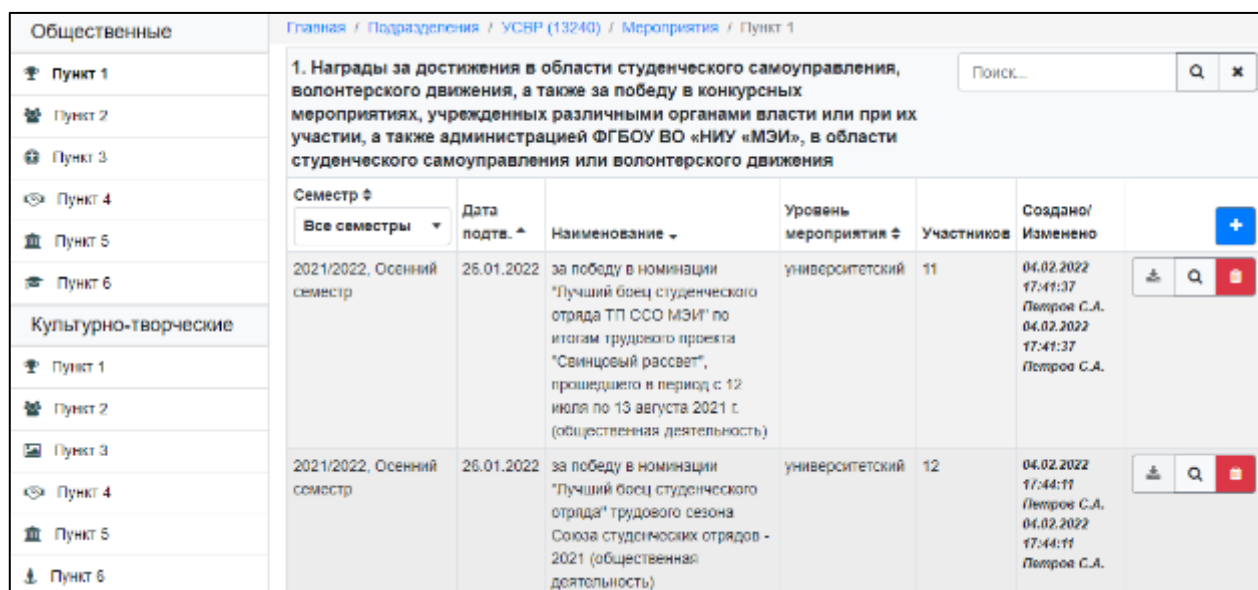 Общественные
Пункт 1
Пункт 2
Пункт 3
Пункт 4
Пункт 5
Пункт 6
Культурно-творческие
Пункт 1
Пункт 2
Пункт 3
Пункт 4
Пункт 5
Пункт 6
Главная / Подразделения / УСВР (13240) / Мероприятия / Пункт 1
1. Награды за достижения в области студенческого самоуправления,
волонтерского движения, а также за победу в конкурсных
мероприятиях, учрежденных различными органами власти или при их
участии, а также администрацией ФГБОУ ВО «НИУ «МЭИ», в области
студенческого самоуправления или волонтерского движения
Поиск...
Семестр
Все семестры
Дата
подтв.
Наименование
Уровень
мероприятия
Участников
Создано/
Изменено
2021/2022, Осенний
семестр
26.01.2022
за победу в номинации
"Лучший боец студенческого
отряда ТП ССО МЭИ" по
итогам трудового проекта
"Свинцовый рассвет",
прошедшего в период с 12
июля по 13 августа 2021 г.
(общественная деятельность)
университетский
11
04.02.2022
17:41:37
Петров С.А.
04.02.2022
17:41:37
Петров С.А.
2021/2022, Осенний
семестр
26.01.2022
за победу в номинации
"Лучший боец студенческого
отряда" трудового сезона
Союза студенческих отрядов -
2021 (общественная
деятельность)
университетский
12
04.02.2022
17:44:11
Петров С.А.
04.02.2022
17:44:11
Петров С.А.